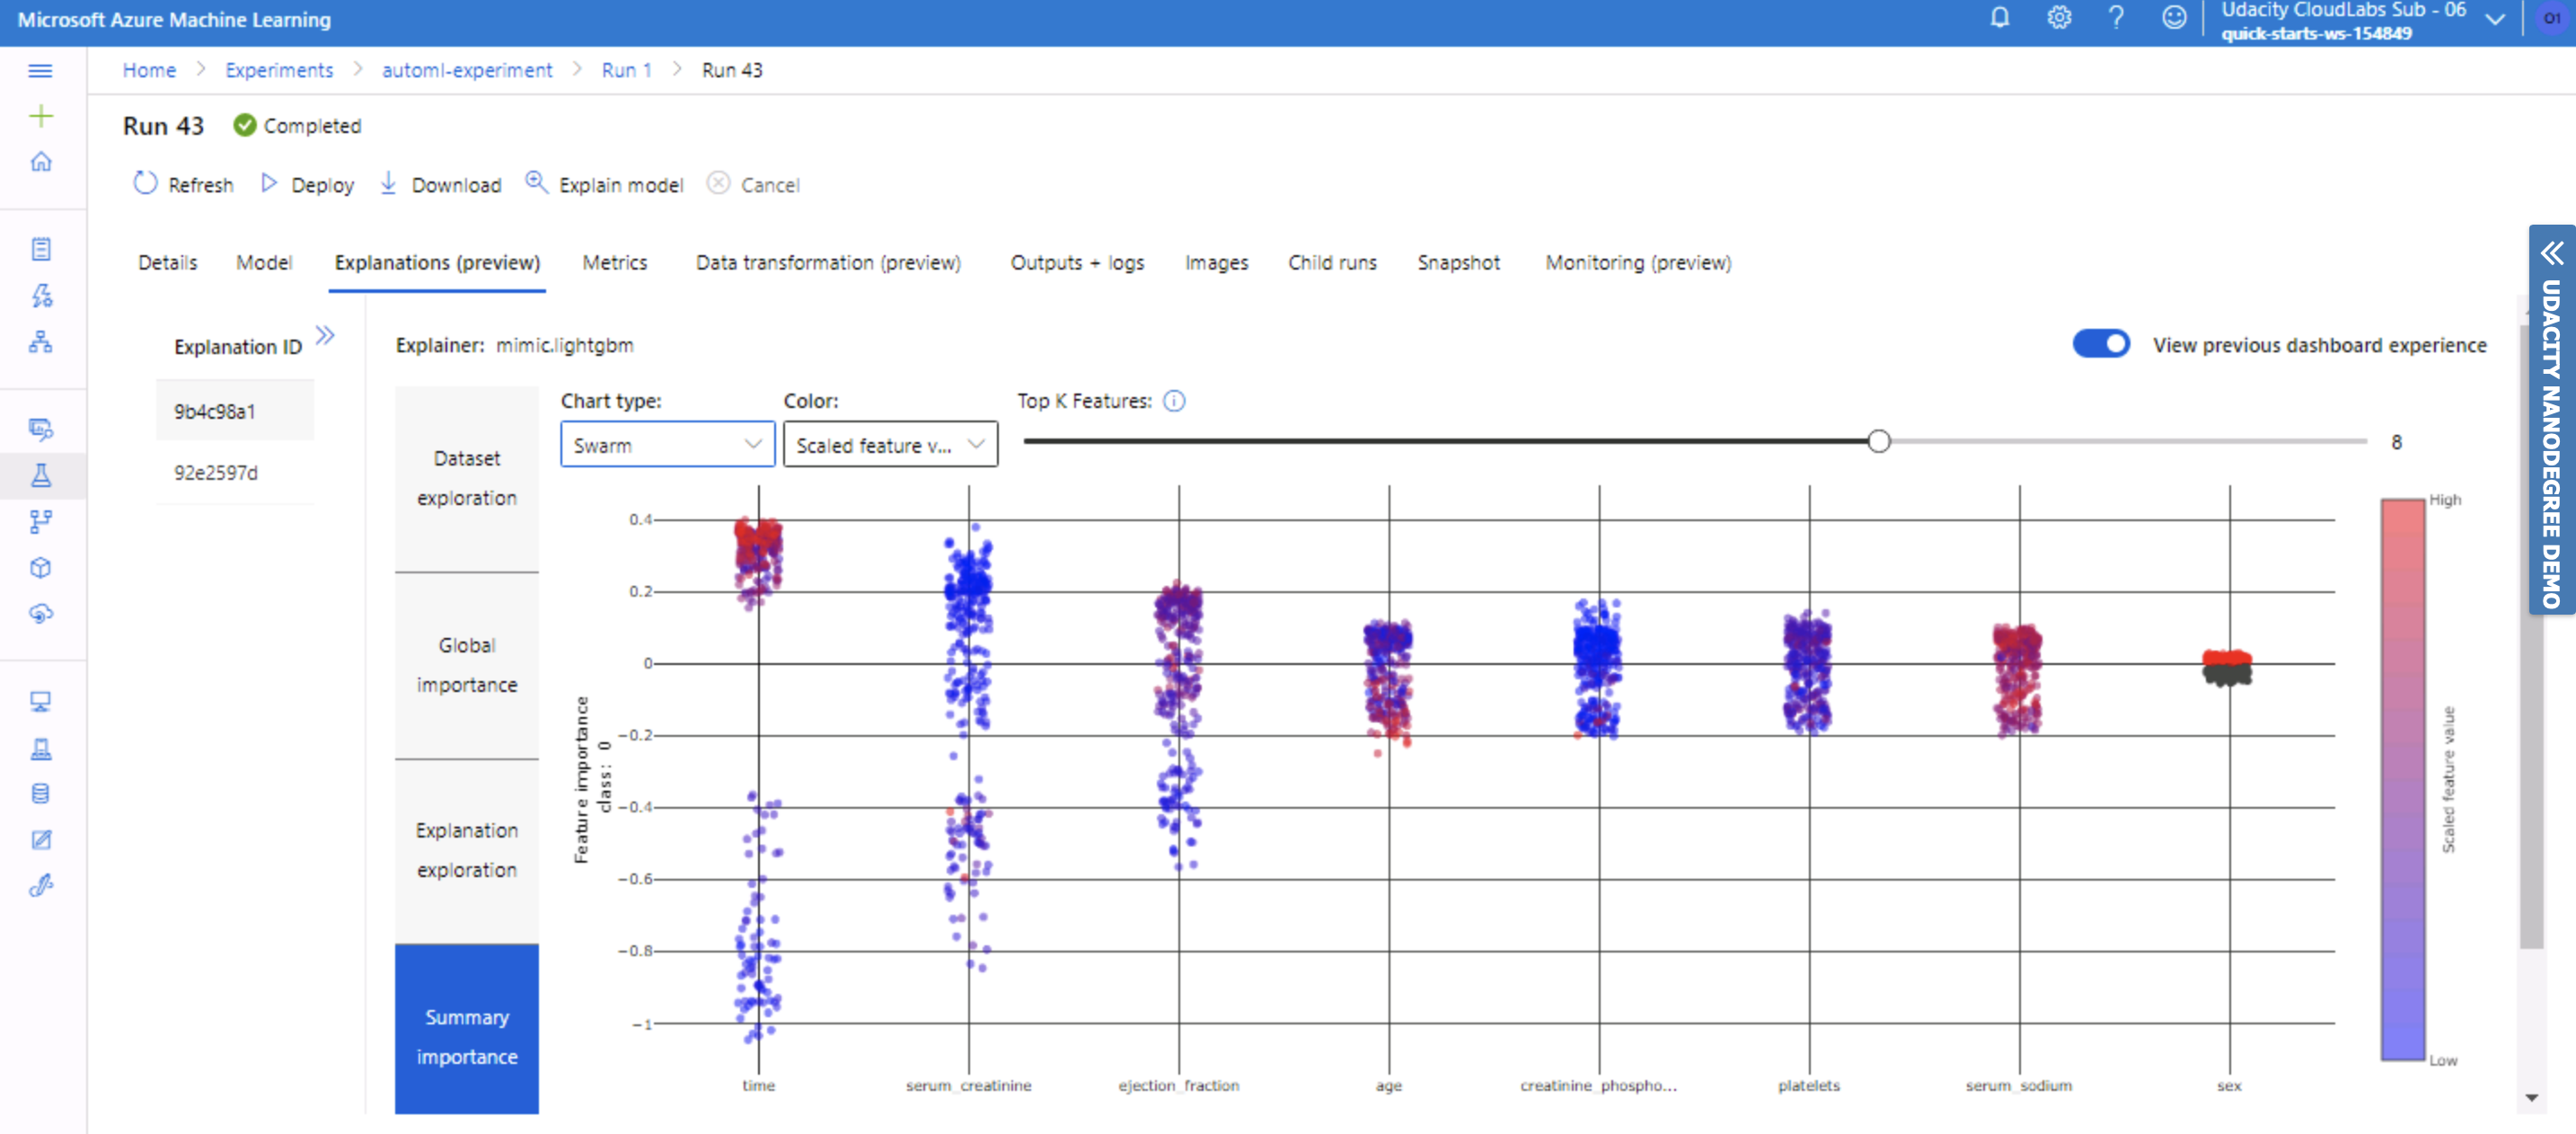 Microsoft Azure Machine Learning
Udacity CloudLabs Sub - 06
quick-starts-ws-154849
O1
Home > Experiments > automl-experiment > Run 1 > Run 43
Run 43 Completed
Refresh Deploy Download Explain model Cancel
Details Model Explanations (preview) Metrics Data transformation (preview) Outputs + logs Images Child runs Snapshot Monitoring (preview)
Explanation ID
9b4c98a1
92e2597d
Explainer: mimic.lightgbm
View previous dashboard experience
Dataset
exploration
Global
importance
Explanation
exploration
Summary
importance
Chart type:
Swarm
Color:
Scaled feature v...
Top K Features:
8
Feature importance
class: 0
0.4
0.2
0
−0.2
−0.4
−0.6
−0.8
−1
time serum_creatinine ejection_fraction age creatinine_phospho... platelets serum_sodium sex
High
Scaled feature value
Low
UDACITY NANODEGREE DEMO